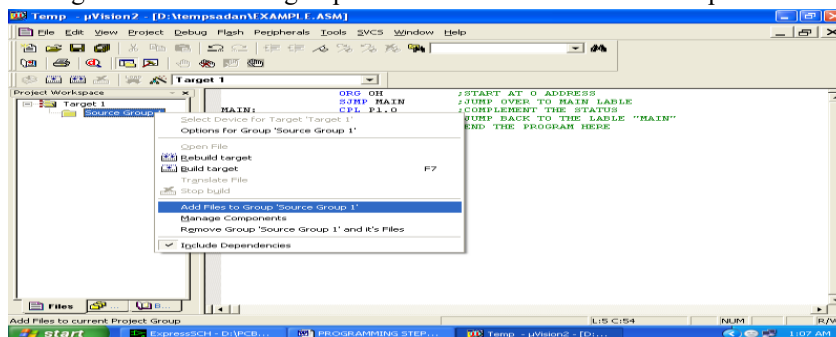 Temp - µVision2 - [D:\tempsadan\EXAMPLE.ASM]
File Edit View Project Debug Flash Peripherals Tools SVCS Window Help
Target 1
Project Workspace
Target 1
Source Group 1
ORG OH ;START AT 0 ADDRESS
SJMP MAIN ;JUMP OVER TO MAIN LABLE
MAIN: CPL P1.0 ;COMPLEMENT THE STATUS
;JUMP BACK TO THE LABLE "MAIN"
END THE PROGRAM HERE
Select Device for Target 'Target 1'
Options for Group 'Source Group 1'
Open File
Rebuild target
Build target F7
Translate File
Stop build
Add Files to Group 'Source Group 1'
Manage Components
Remove Group 'Source Group 1' and it's Files
Include Dependencies
Files B...
Add Files to current Project Group L:5 C:54 NUM R/W
start ExpressSCH - D:\PCB... PROGRAMMING STEP... Temp - µVision2 - [D:... 1:07 AM